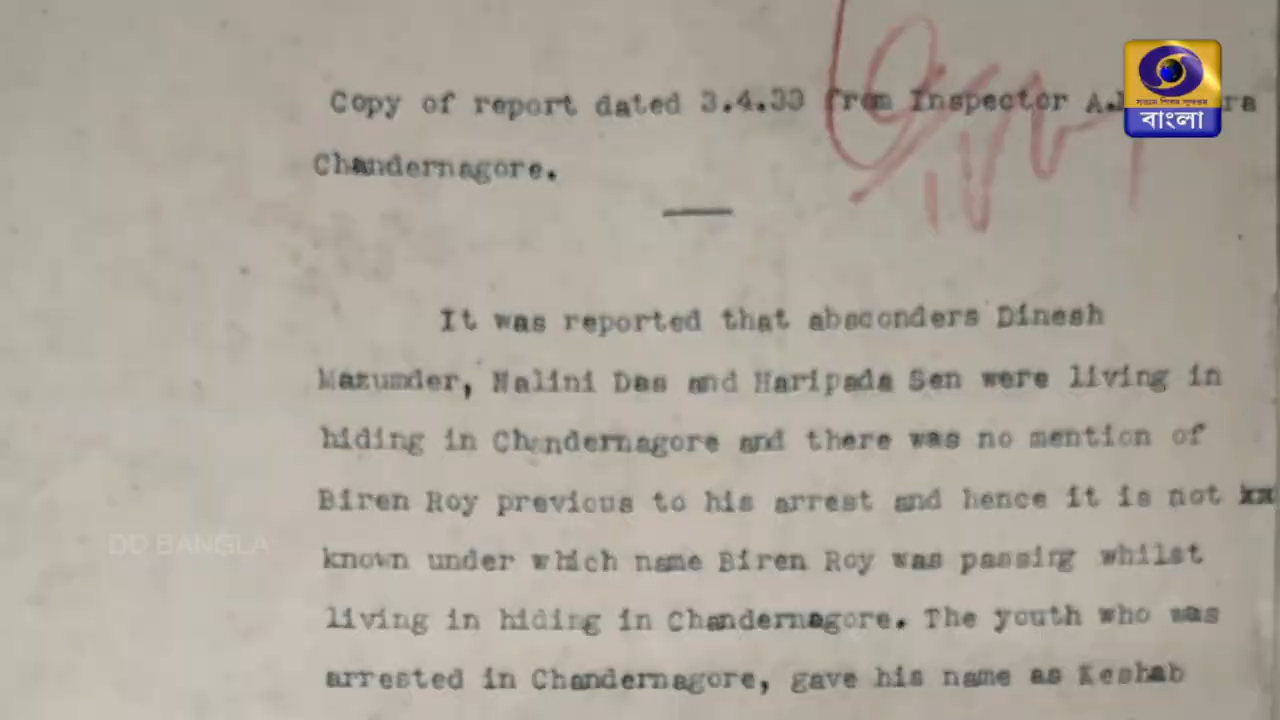 Copy of report dated 3.4.33 from Inspector
Chandernagore.
It was reported that absconders Dinesh
Mazumder, Nalini Das and Haripada Sen were living in
hiding in Chandernagore and there was no mention of
Biren Roy previous to his arrest and hence it is not xx
known under which name Biren Roy was passing whilst
living in hiding in Chandernagore. The youth who was
arrested in Chandernagore, gave his name as Keshab
বাংলা
DD BANGLA